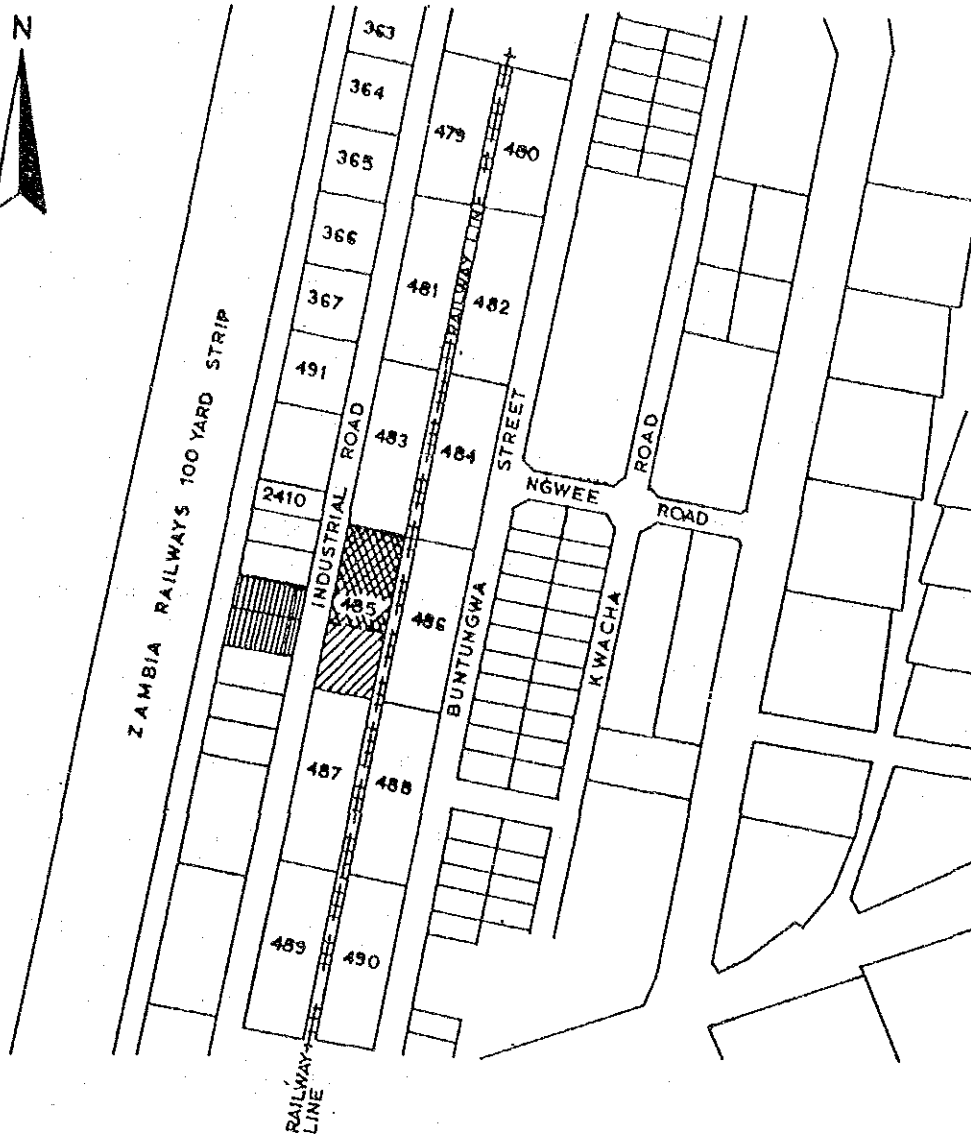 N
363
364
365
366
367
491
2410
479
480
481
482
RAILWAY LINE
483
484
485
486
487
488
489
490
ZAMBIA RAILWAYS 100 YARD STRIP
INDUSTRIAL ROAD
BUNTUNGWA STREET
NGWEE ROAD
KWACHA ROAD
RAILWAY
LINE